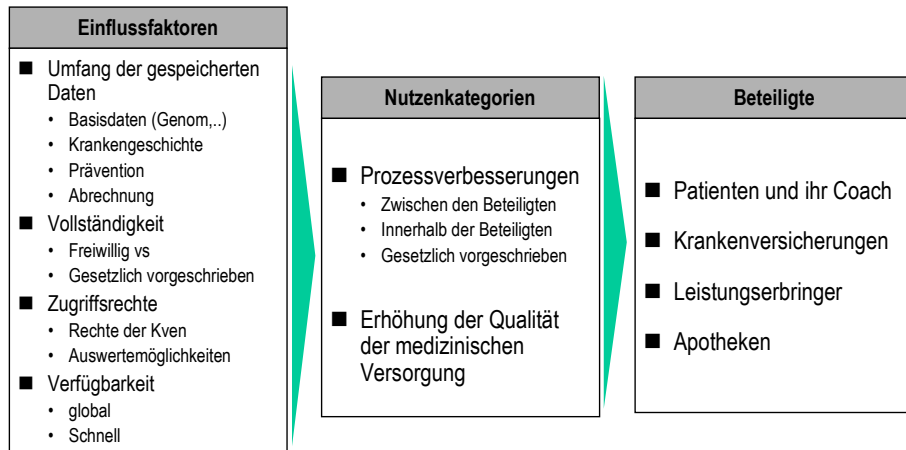 Einflussfaktoren
■ Umfang der gespeicherten
Daten
• Basisdaten (Genom,..)
• Krankengeschichte
• Prävention
• Abrechnung
■ Vollständigkeit
• Freiwillig vs
• Gesetzlich vorgeschrieben
■ Zugriffsrechte
• Rechte der Kven
• Auswertemöglichkeiten
■ Verfügbarkeit
• global
• Schnell
Nutzenkategorien
■ Prozessverbesserungen
• Zwischen den Beteiligten
• Innerhalb der Beteiligten
• Gesetzlich vorgeschrieben
■ Erhöhung der Qualität
der medizinischen
Versorgung
Beteiligte
■ Patienten und ihr Coach
■ Krankenversicherungen
■ Leistungserbringer
■ Apotheken